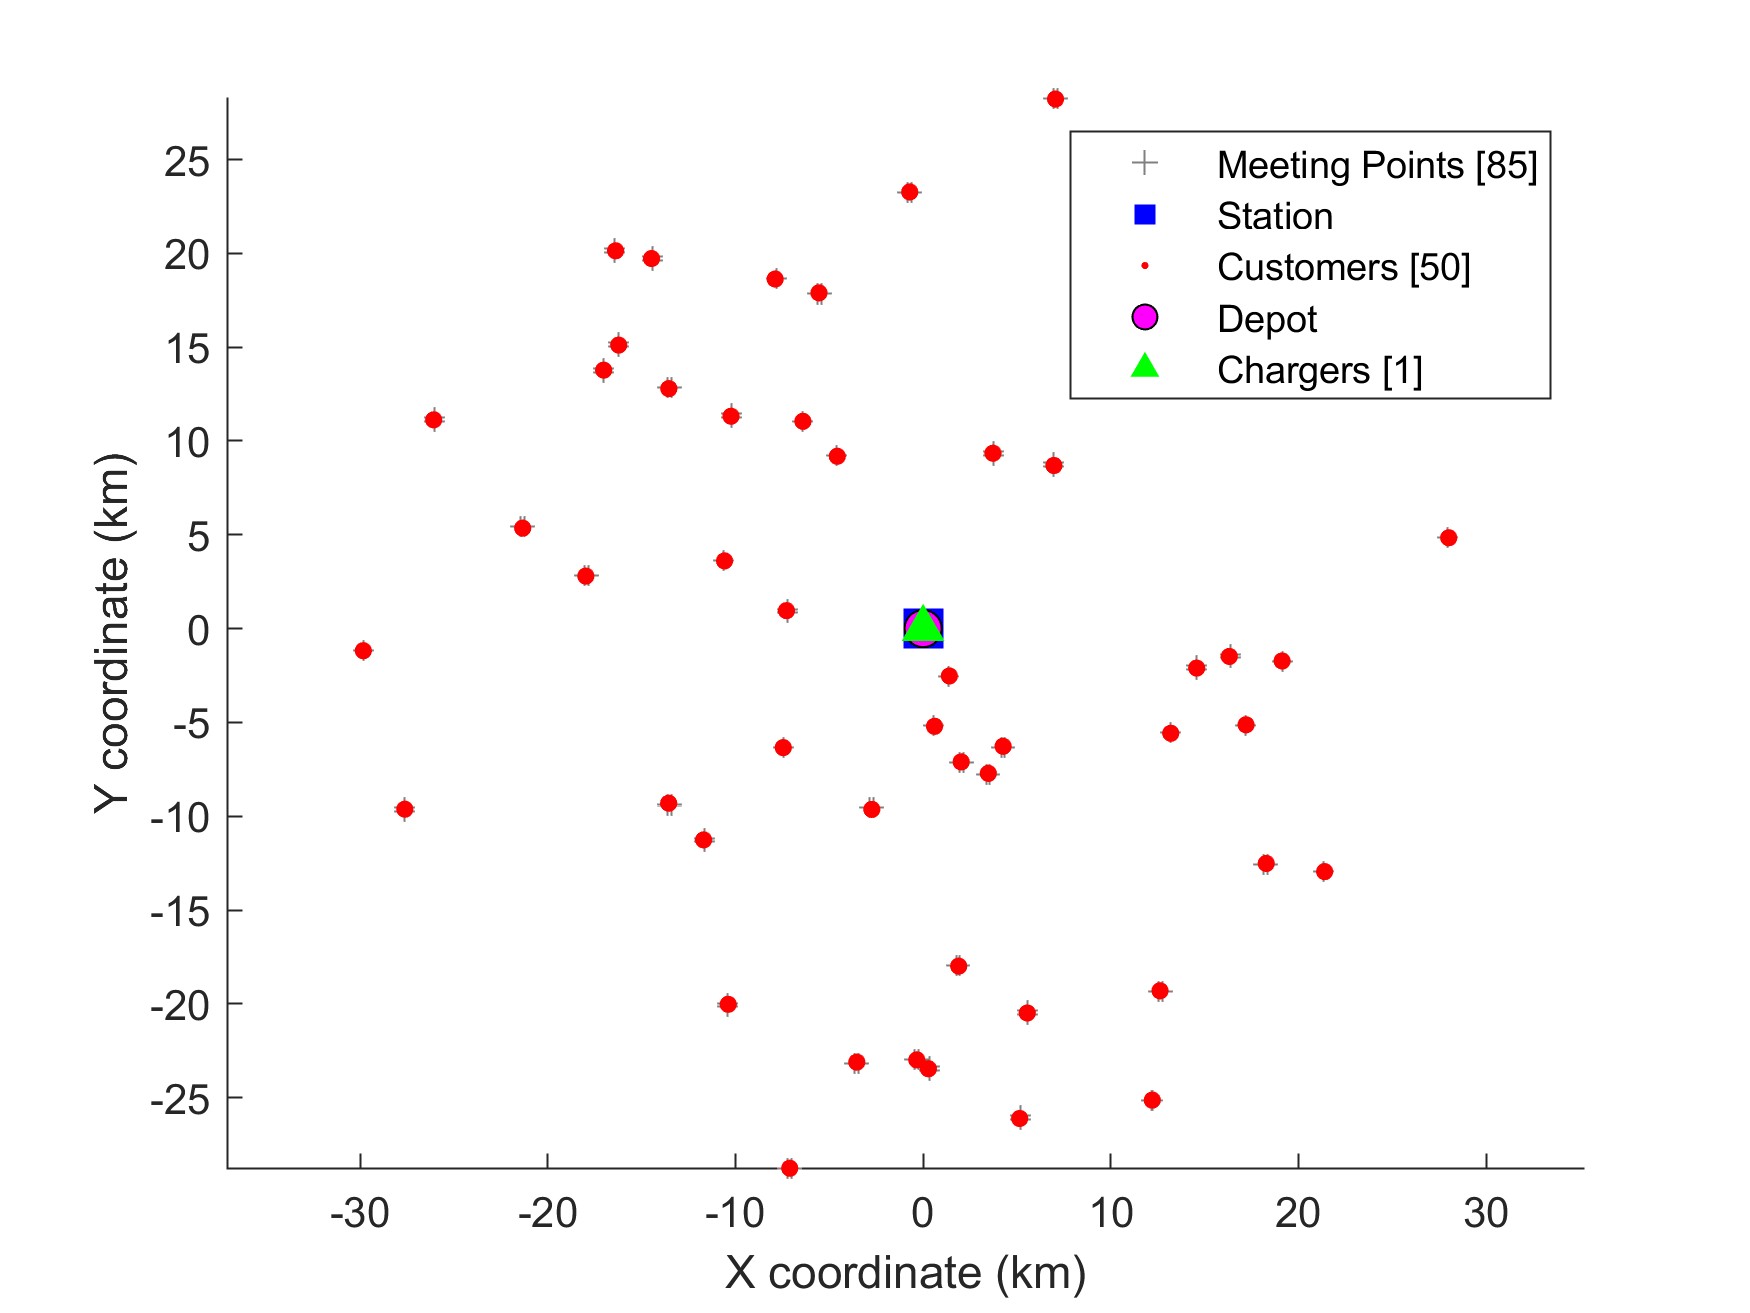 25
20
15
10
5
0
-5
-10
-15
-20
-25
Y coordinate (km)
Meeting Points [85]
Station
Customers [50]
Depot
Chargers [1]
-30
-20
-10
0
10
20
30
X coordinate (km)